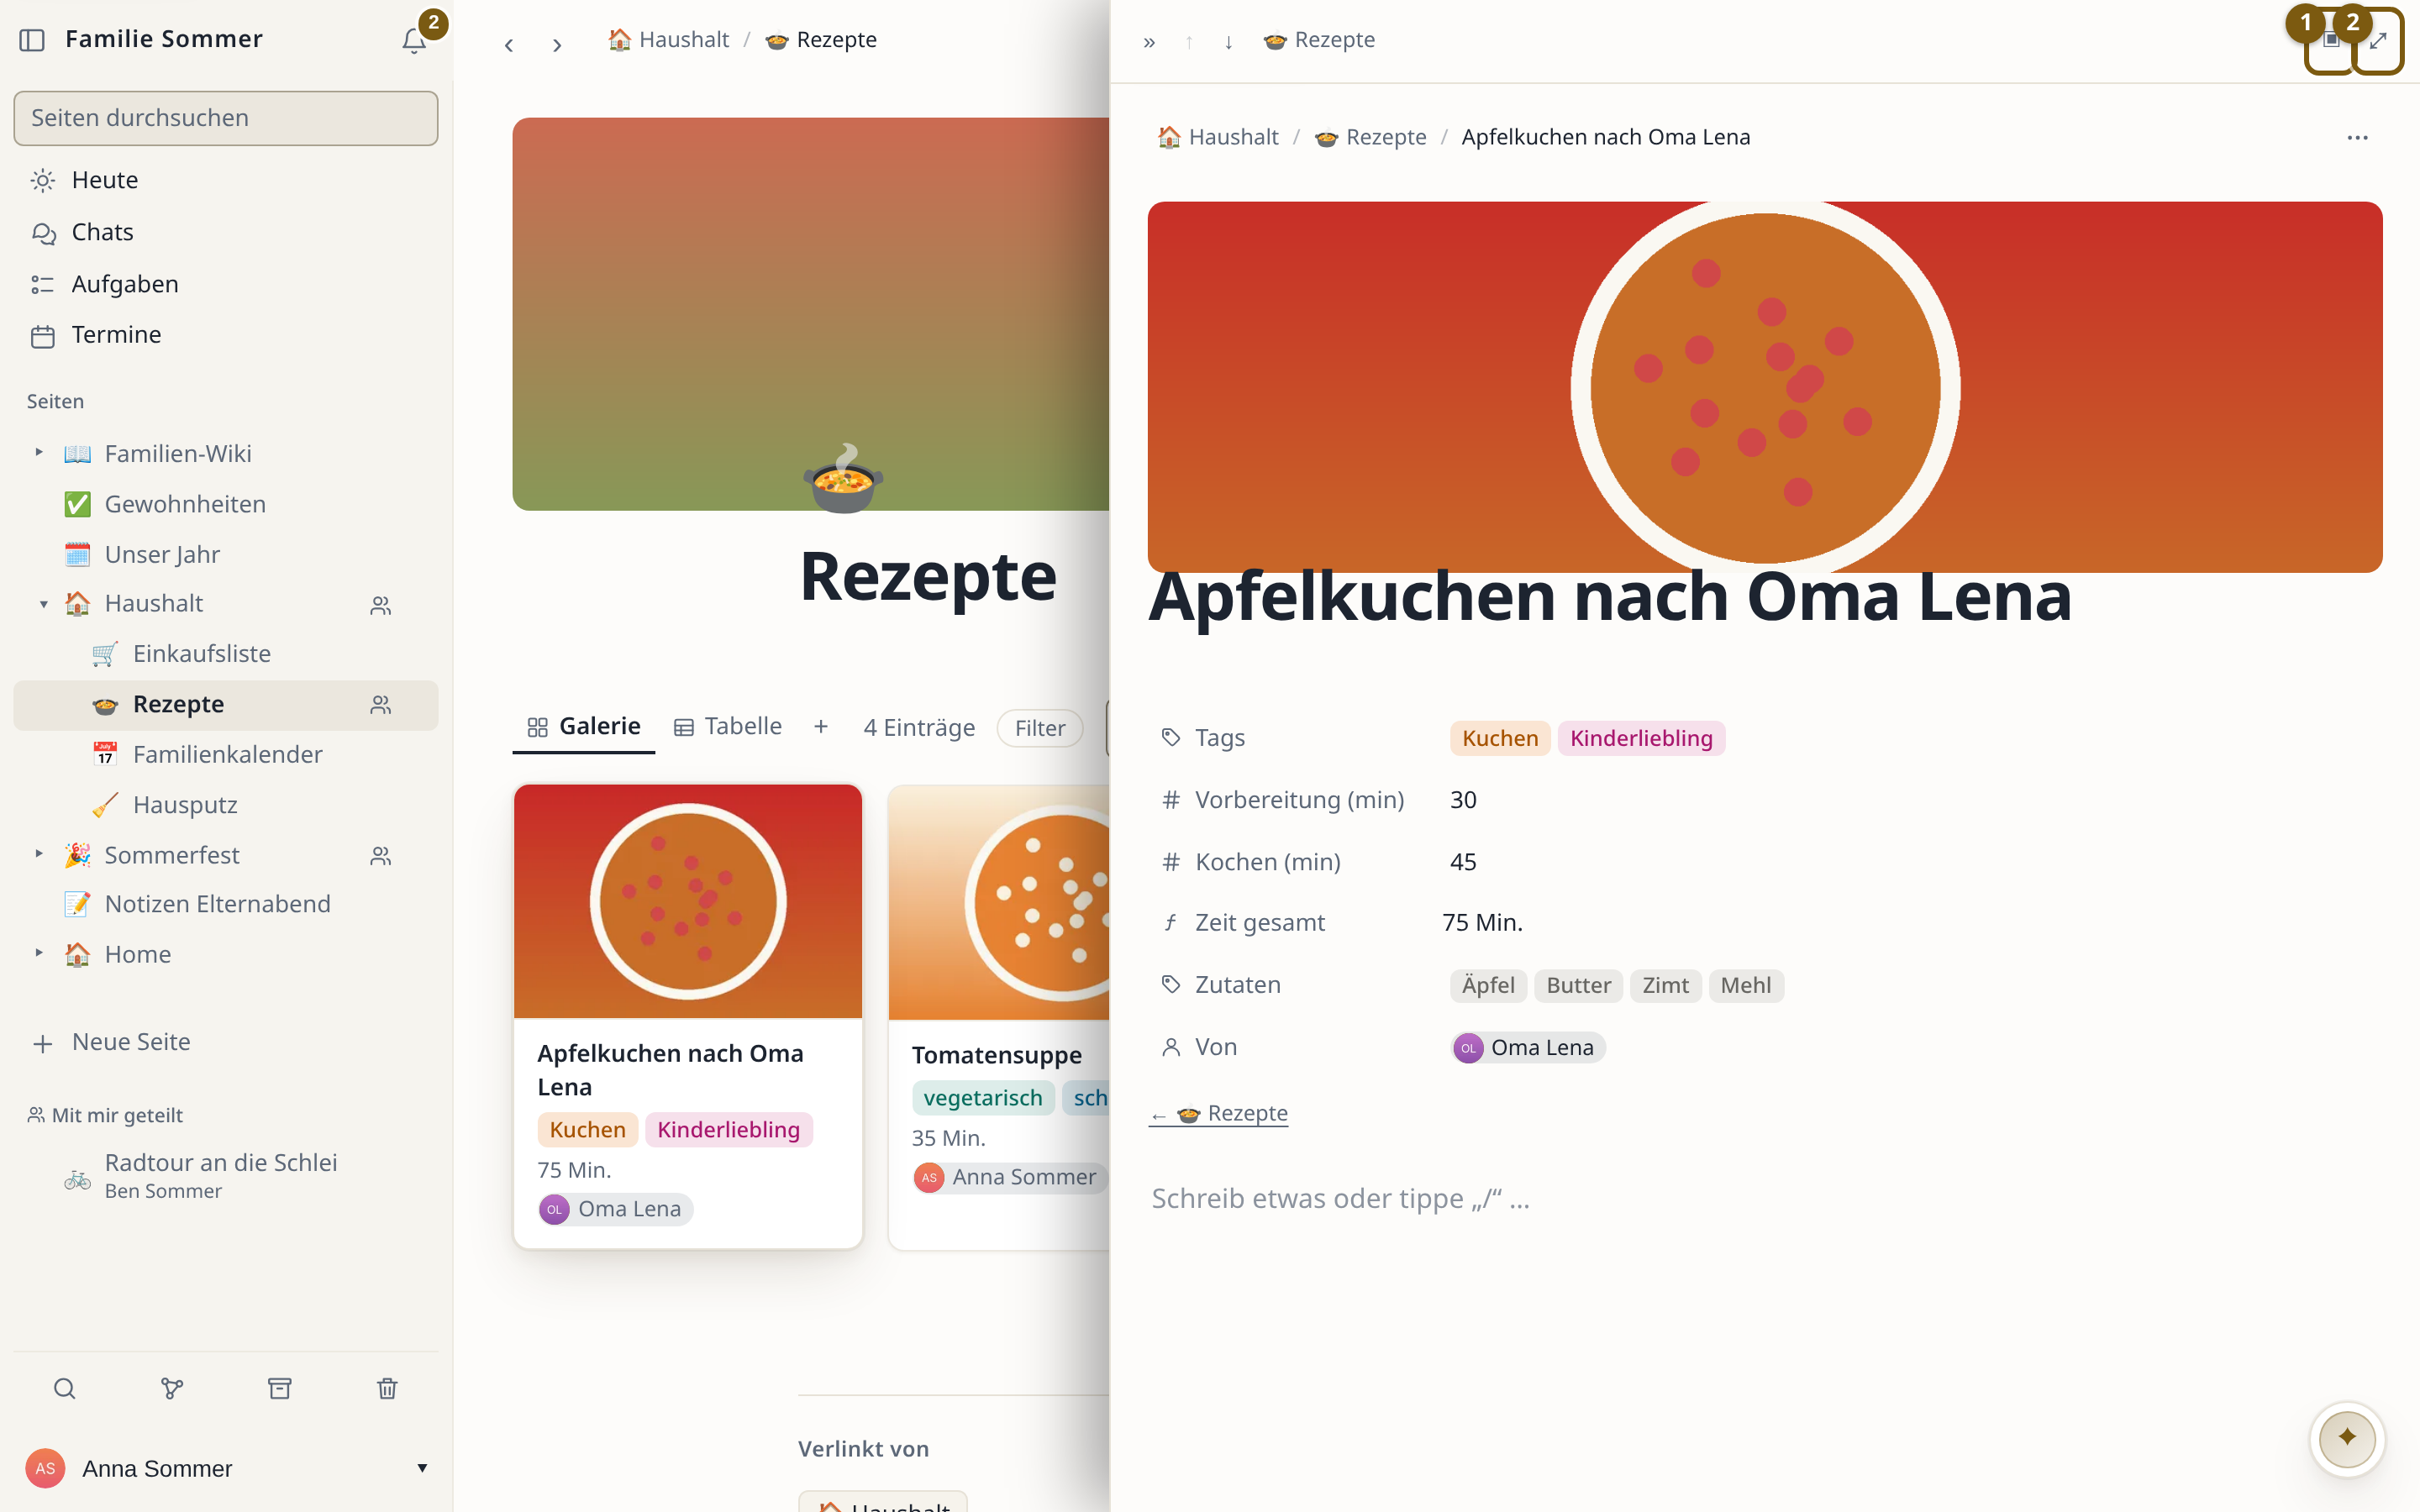 Familie Sommer
2
Seiten durchsuchen
Heute
Chats
Aufgaben
Termine
Seiten
Familien-Wiki
Gewohnheiten
Unser Jahr
Haushalt
Einkaufsliste
Rezepte
Familienkalender
Hausputz
Sommerfest
Notizen Elternabend
Home
Neue Seite
Mit mir geteilt
Radtour an die Schlei
Ben Sommer
AS Anna Sommer
Haushalt / Rezepte
Rezepte
Galerie Tabelle + 4 Einträge Filter
Apfelkuchen nach Oma
Lena
Kuchen Kinderliebling
75 Min.
OL Oma Lena
Tomatensuppe
vegetarisch sch
35 Min.
AS Anna Sommer
Verlinkt von
Haushalt
» ↑ ↓ Rezepte
1 2
Haushalt / Rezepte / Apfelkuchen nach Oma Lena
Apfelkuchen nach Oma Lena
Tags Kuchen Kinderliebling
Vorbereitung (min) 30
Kochen (min) 45
Zeit gesamt 75 Min.
Zutaten Äpfel Butter Zimt Mehl
Von OL Oma Lena
← Rezepte
Schreib etwas oder tippe „/“ …